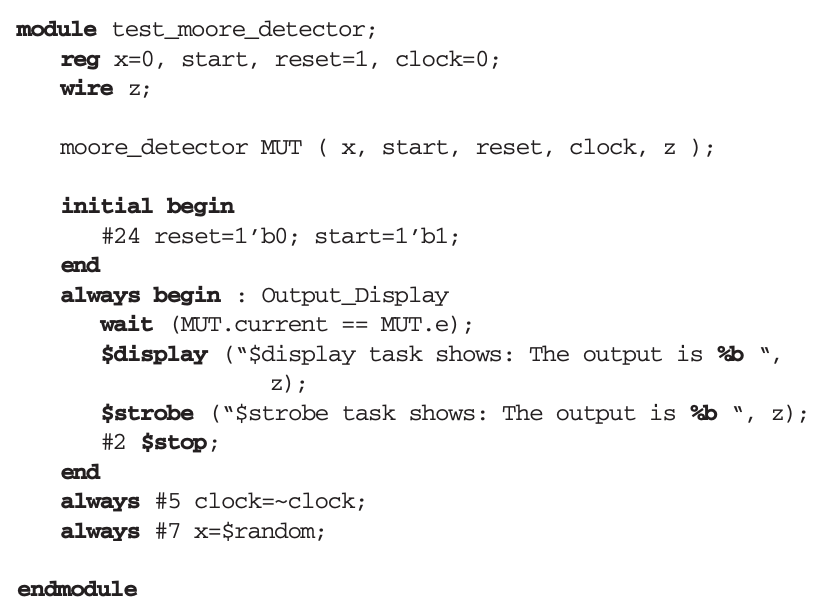 module test_moore_detector;
reg x=0, start, reset=1, clock=0;
wire z;
moore_detector MUT ( x, start, reset, clock, z );
initial begin
#24 reset=1’b0; start=1’b1;
end
always begin : Output_Display
wait (MUT.current == MUT.e);
$display (“$display task shows: The output is %b “,
z);
$strobe (“$strobe task shows: The output is %b “, z);
#2 $stop;
end
always #5 clock=~clock;
always #7 x=$random;
endmodule